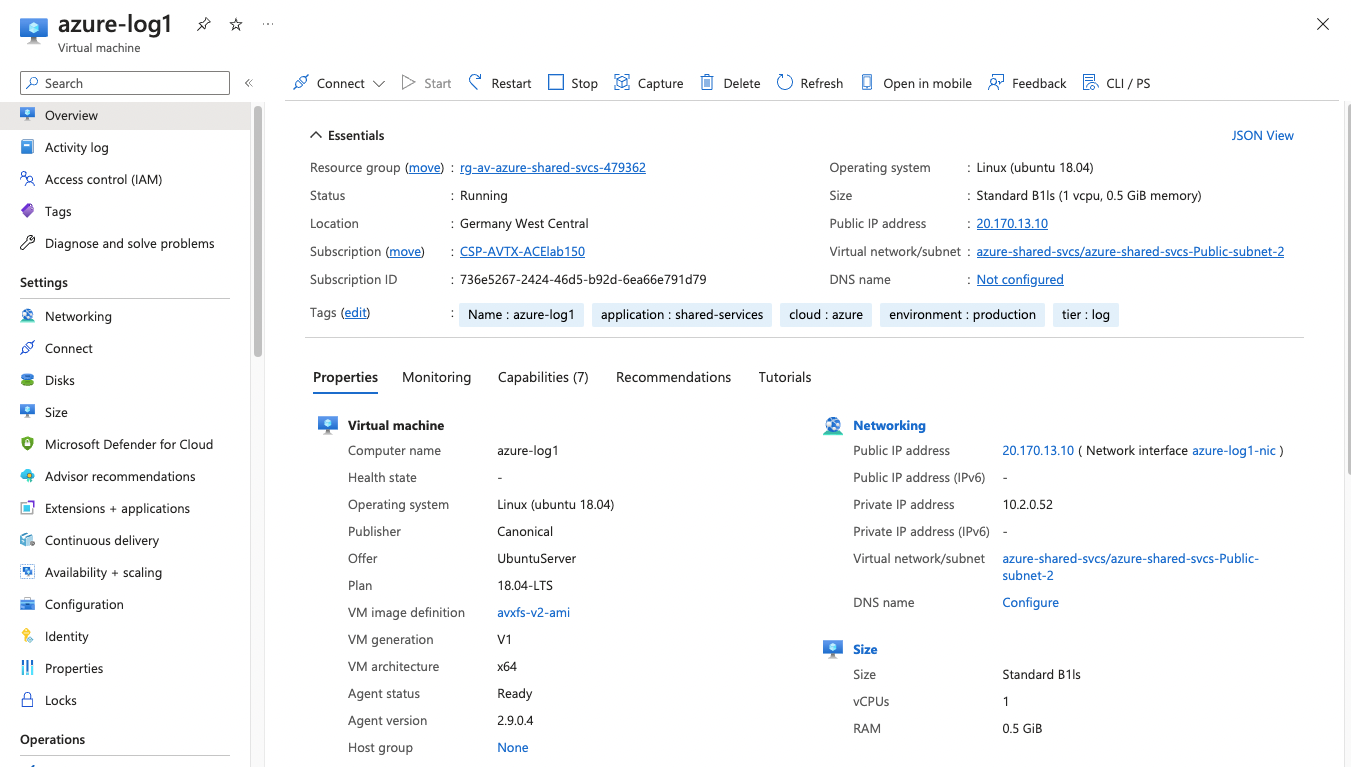 azure-log1
Virtual machine
Search
Connect Start Restart Stop Capture Delete Refresh Open in mobile Feedback CLI / PS
Overview
Activity log
Access control (IAM)
Tags
Diagnose and solve problems
Settings
Networking
Connect
Disks
Size
Microsoft Defender for Cloud
Advisor recommendations
Extensions + applications
Continuous delivery
Availability + scaling
Configuration
Identity
Properties
Locks
Operations
Essentials
JSON View
Resource group (move) : rg-av-azure-shared-svcs-479362
Status : Running
Location : Germany West Central
Subscription (move) : CSP-AVTX-ACElab150
Subscription ID : 736e5267-2424-46d5-b92d-6ea66e791d79
Operating system : Linux (ubuntu 18.04)
Size : Standard B1ls (1 vcpu, 0.5 GiB memory)
Public IP address : 20.170.13.10
Virtual network/subnet : azure-shared-svcs/azure-shared-svcs-Public-subnet-2
DNS name : Not configured
Tags (edit) : Name : azure-log1 application : shared-services cloud : azure environment : production tier : log
Properties Monitoring Capabilities (7) Recommendations Tutorials
Virtual machine
Computer name azure-log1
Health state -
Operating system Linux (ubuntu 18.04)
Publisher Canonical
Offer UbuntuServer
Plan 18.04-LTS
VM image definition avxfs-v2-ami
VM generation V1
VM architecture x64
Agent status Ready
Agent version 2.9.0.4
Host group None
Networking
Public IP address 20.170.13.10 ( Network interface azure-log1-nic )
Public IP address (IPv6) -
Private IP address 10.2.0.52
Private IP address (IPv6) -
Virtual network/subnet azure-shared-svcs/azure-shared-svcs-Public-
subnet-2
DNS name Configure
Size
Size Standard B1ls
vCPUs 1
RAM 0.5 GiB